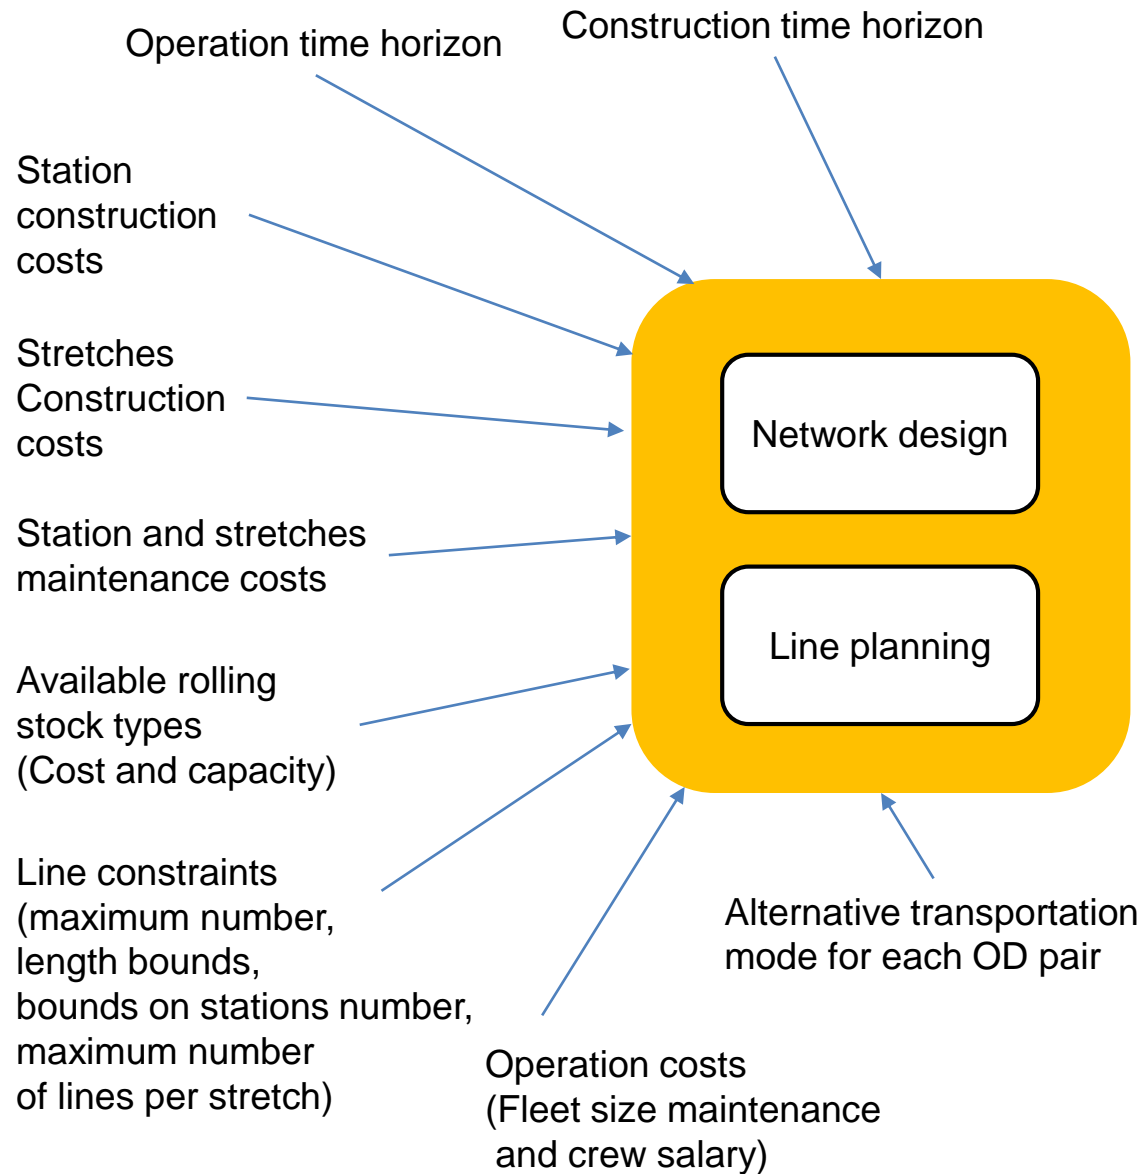 Operation time horizon
Construction time horizon
Station
construction
costs
Stretches
Construction
costs
Network design
Station and stretches
maintenance costs
Line planning
Available rolling
stock types
(Cost and capacity)
Line constraints
(maximum number,
length bounds,
bounds on stations number,
maximum number
of lines per stretch)
Alternative transportation
mode for each OD pair
Operation costs
(Fleet size maintenance
and crew salary)